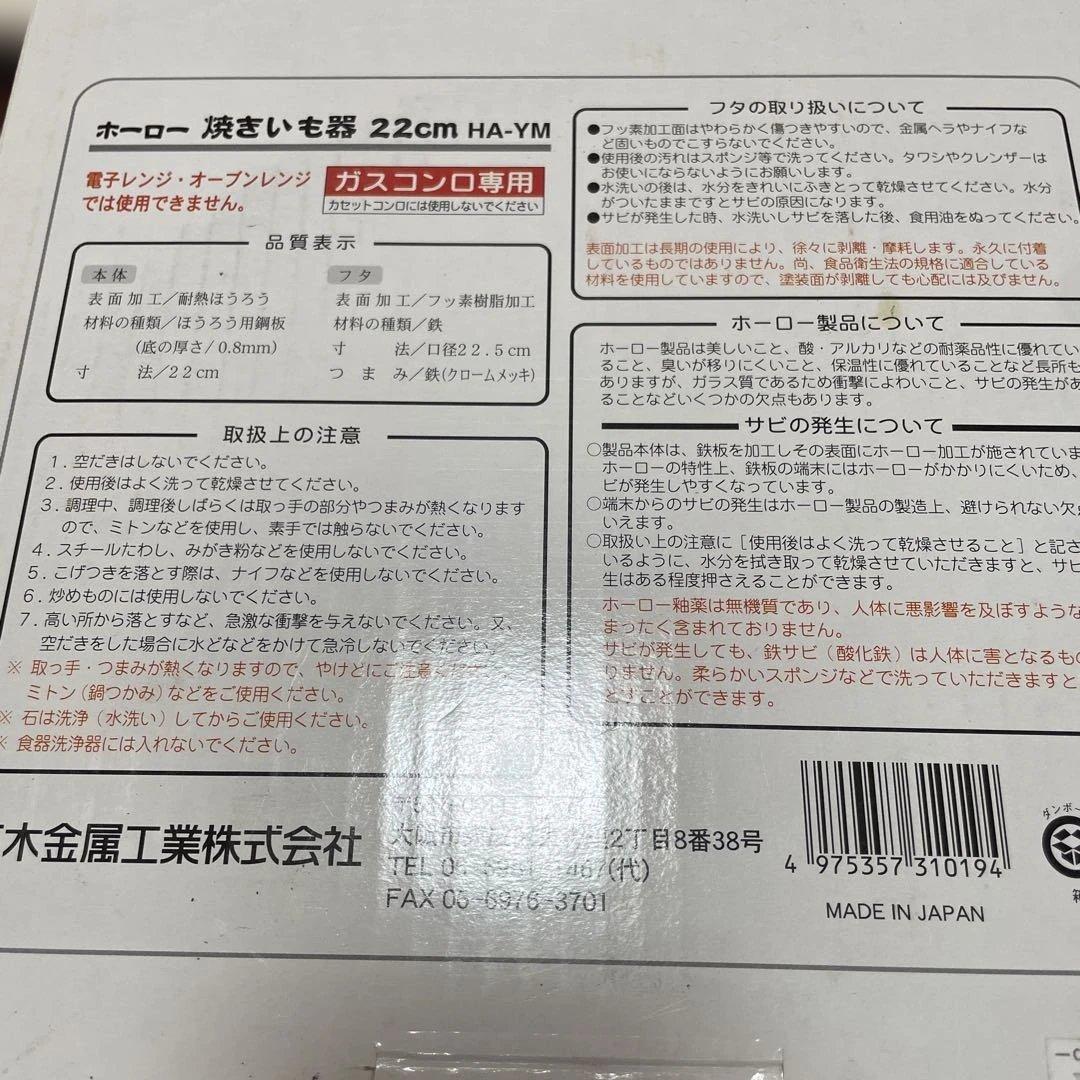 ホーロー 焼きいも器 22cm HA-YM
電子レンジ・オーブンレンジ
では使用できません。
ガスコンロ専用
カセットコンロには使用しないでください
品質表示
本体
表面加工/耐熱ほうろう
材料の種類/ほうろう用鋼板
(底の厚さ/0.8mm)
寸 法/22cm
フタ
表面加工/フッ素樹脂加工
材料の種類/鉄
寸 法/口径22.5cm
つまみ/鉄(クロームメッキ)
取扱上の注意
1.空だきはしないでください。
2.使用後はよく洗って乾燥させてください。
3.調理中、調理後しばらくは取っ手の部分やつまみが熱くなります
ので、ミトンなどを使用し、素手では触らないでください。
4.スチールたわし、みがき粉などを使用しないでください。
5.こげつきを落とす際は、ナイフなどを使用しないでください。
6.炒めものには使用しないでください。
7.高い所から落とすなど、急激な衝撃を与えないでください。又、
空だきをした場合に水どなどをかけて急冷しないでください。
※ 取っ手・つまみが熱くなりますので、やけどにご注意ください
ミトン(鍋つかみ)などをご使用ください。
※ 石は洗浄(水洗い)してからご使用ください。
※ 食器洗浄器には入れないでください。
フタの取り扱いについて
●フッ素加工面はやわらかく傷つきやすいので、金属ヘラやナイフな
ど固いものでこすらないでください。
●使用後の汚れはスポンジ等で洗ってください。タワシやクレンザーは
お使いにならないようにお願いします。
●水洗いの後は、水分をきれいにふきとって乾燥させてください。水分
がついたままですとサビの原因になります。
●サビが発生した時、水洗いしサビを落した後、食用油をぬってください。
表面加工は長期の使用により、徐々に剥離・摩耗します。永久に付着
しているものではありません。尚、食品衛生法の規格に適合している
材料を使用していますので、塗装面が剥離しても心配には及びません。
ホーロー製品について
ホーロー製品は美しいこと、酸・アルカリなどの耐薬品性に優れてい
ること、臭いが移りにくいこと、保温性に優れていることなど長所も
ありますが、ガラス質であるため衝撃によわいこと、サビの発生があ
ることなどいくつかの欠点もあります。
サビの発生について
○製品本体は、鉄板を加工しその表面にホーロー加工が施されていま
ホーローの特性上、鉄板の端末にはホーローがかかりにくいため、
ビが発生しやすくなっています。
○端末からのサビの発生はホーロー製品の製造上、避けられない欠点
いえます。
○取扱い上の注意に[使用後はよく洗って乾燥させること]と記さ
いるように、水分を拭き取って乾燥させていただきますと、サビ
生はある程度押さえることができます。
ホーロー釉薬は無機質であり、人体に悪影響を及ぼすような
まったく含まれておりません。
サビが発生しても、鉄サビ(酸化鉄)は人体に害となるもの
りません。柔らかいスポンジなどで洗っていただきますと
とすことができます。
木金属工業株式会社
2丁目8番38号
TEL 0
(代)
FAX 06-6976-3701
4 975357 310194
MADE IN JAPAN
ダンボー
箱